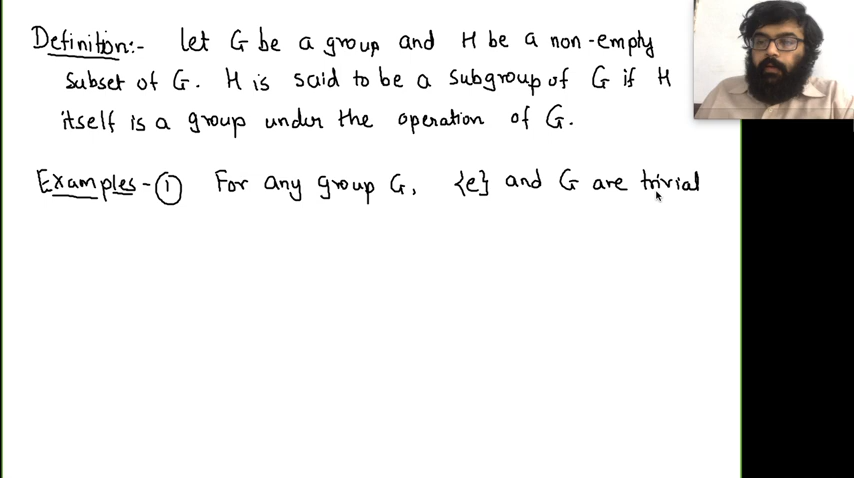 Definition:- let G be a group and H be a non-empty
subset of G. H is said to be a subgroup of G if H
itself is a group under the operation of G.
Examples-① For any group G, {e} and G are trivial